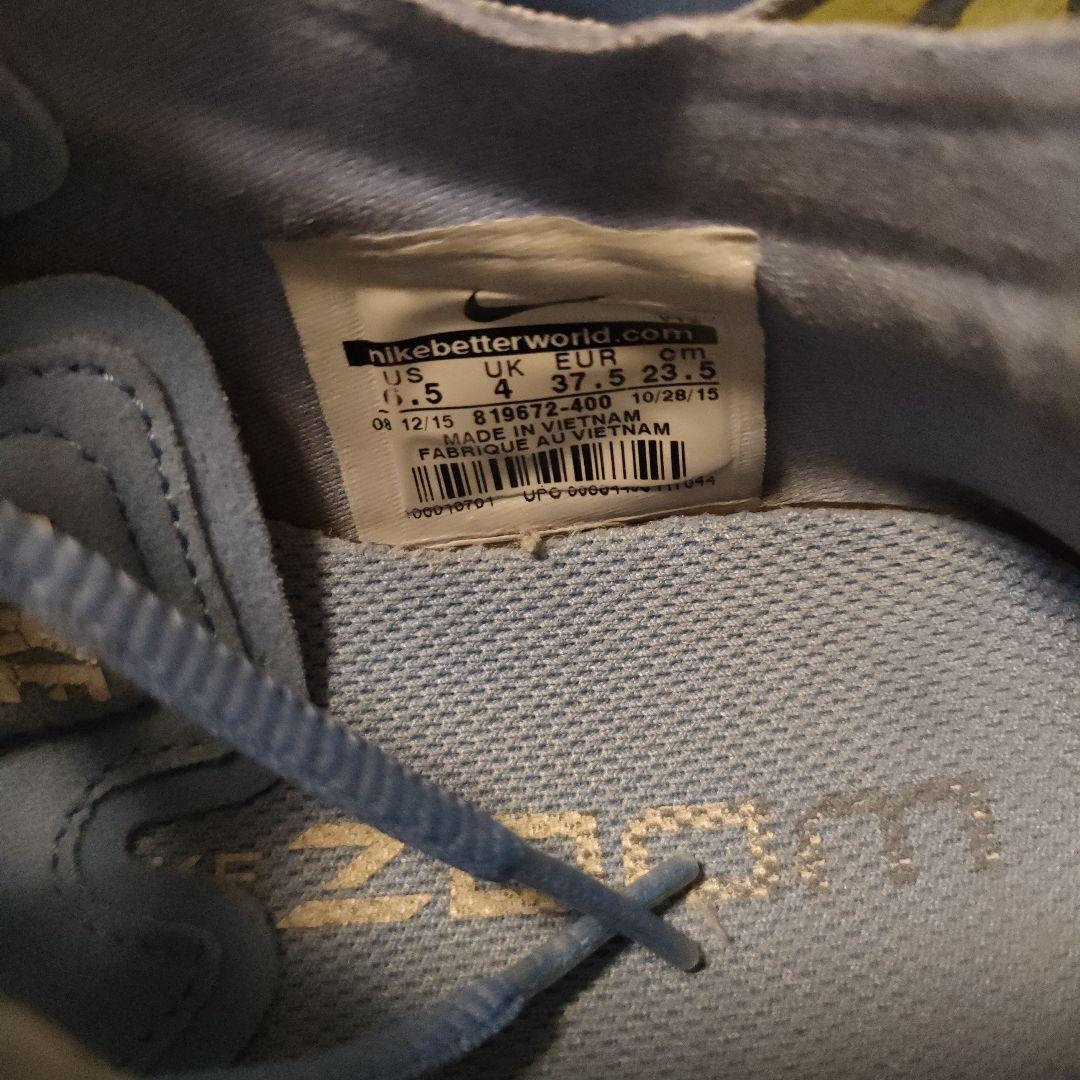 nikebetterworld.com
US UK EUR cm
6.5 4 37.5 23.5
08 12/15 819672-400 10/28/15
MADE IN VIETNAM
FABRIQUE AU VIETNAM
UPC
ZOOM